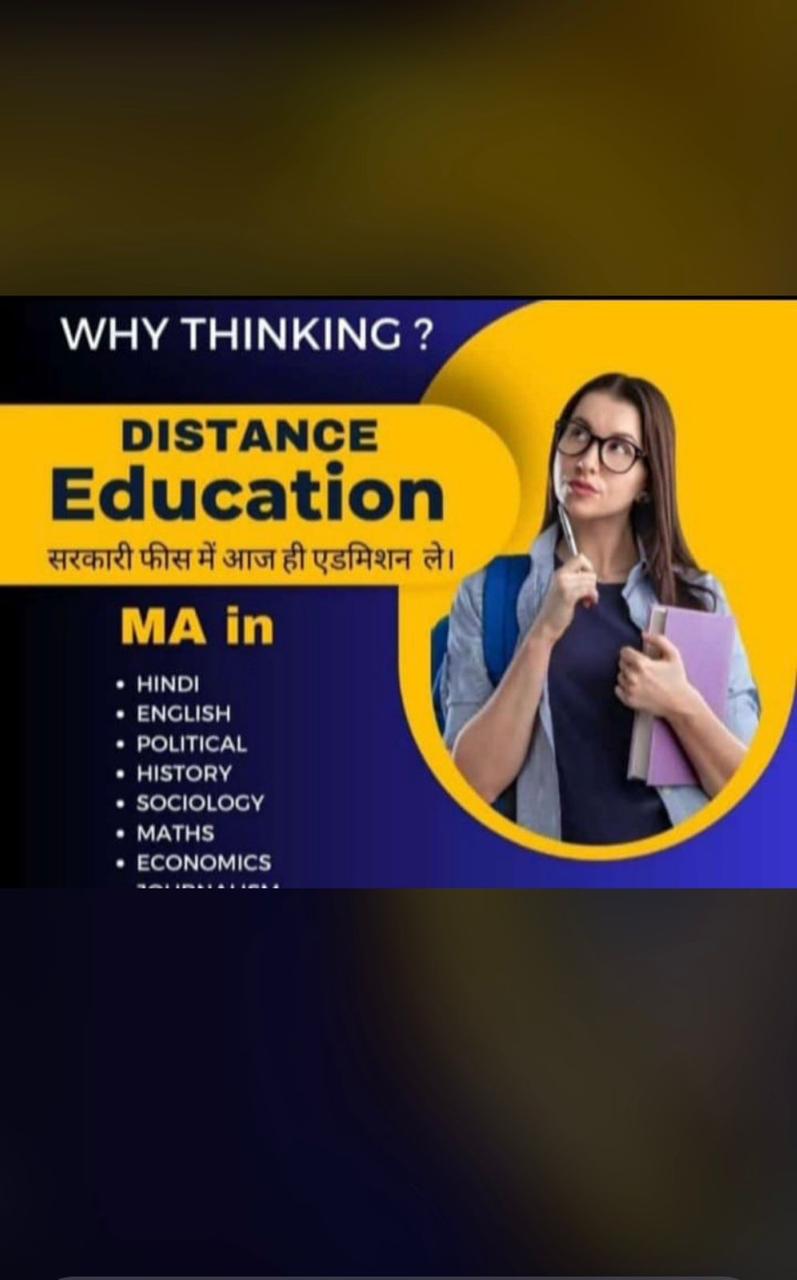 WHY THINKING ?
DISTANCE
Education
सरकारी फीस में आज ही एडमिशन ले।
MA in
• HINDI
• ENGLISH
• POLITICAL
• HISTORY
• SOCIOLOGY
• MATHS
• ECONOMICS